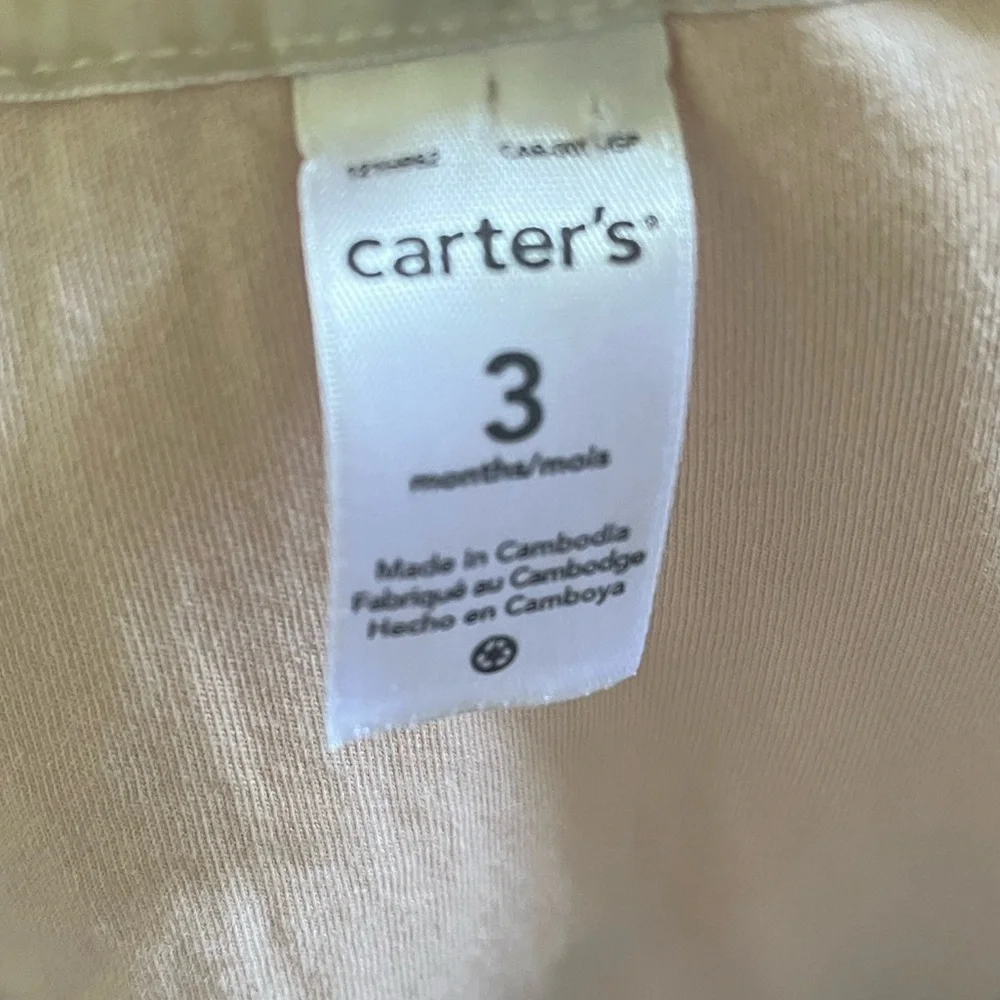 carter's®
3
months/mois
Made in Cambodia
Fabriqué au Cambodge
Hecho en Camboya